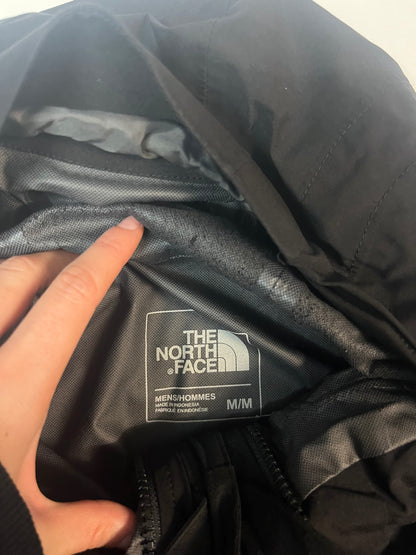 THE
NORTH
FACE
MENS/HOMMES
MADE IN INDONESIA
FABRIQUÉ EN INDONÉSIE
M/M